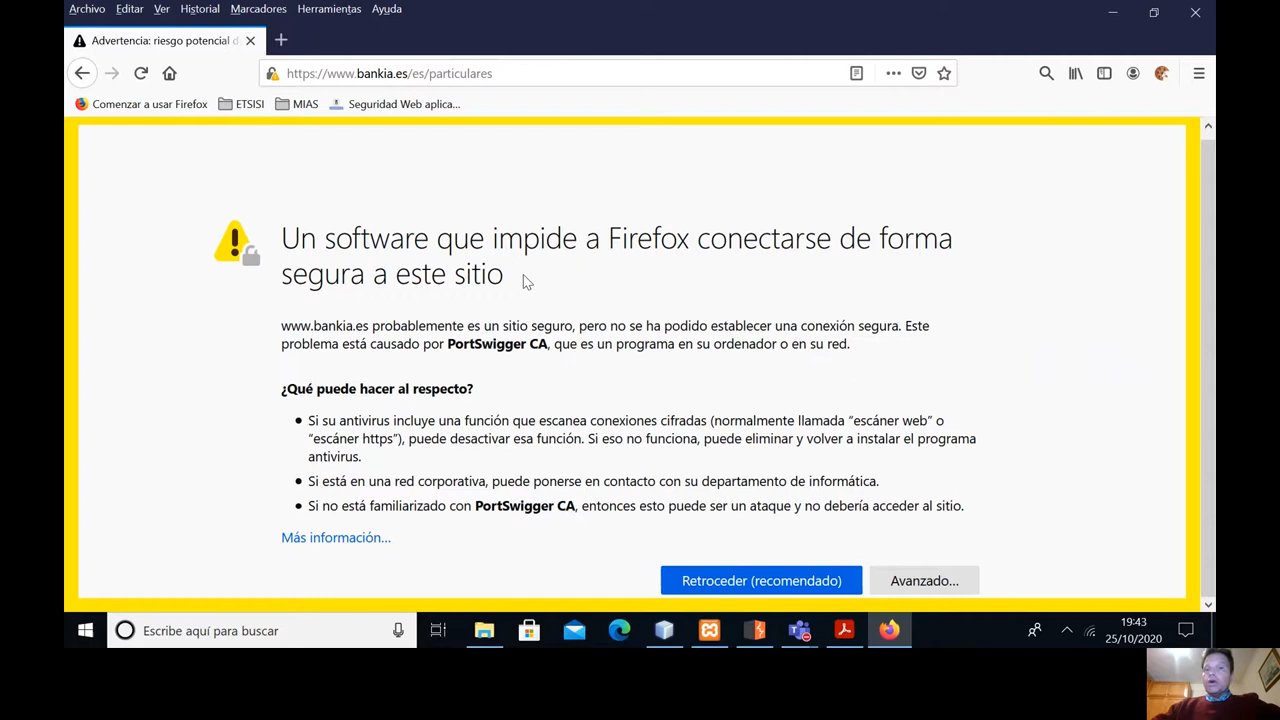 Archivo Editar Ver Historial Marcadores Herramientas Ayuda
Advertencia: riesgo potencial d
https://www.bankia.es/es/particulares
Comenzar a usar Firefox ETSISI MIAS Seguridad Web aplica...
Un software que impide a Firefox conectarse de forma
segura a este sitio
www.bankia.es probablemente es un sitio seguro, pero no se ha podido establecer una conexión segura. Este
problema está causado por PortSwigger CA, que es un programa en su ordenador o en su red.
¿Qué puede hacer al respecto?
Si su antivirus incluye una función que escanea conexiones cifradas (normalmente llamada “escáner web” o
“escáner https”), puede desactivar esa función. Si eso no funciona, puede eliminar y volver a instalar el programa
antivirus.
Si está en una red corporativa, puede ponerse en contacto con su departamento de informática.
Si no está familiarizado con PortSwigger CA, entonces esto puede ser un ataque y no debería acceder al sitio.
Más información...
Retroceder (recomendado) Avanzado...
Escribe aquí para buscar
19:43
25/10/2020